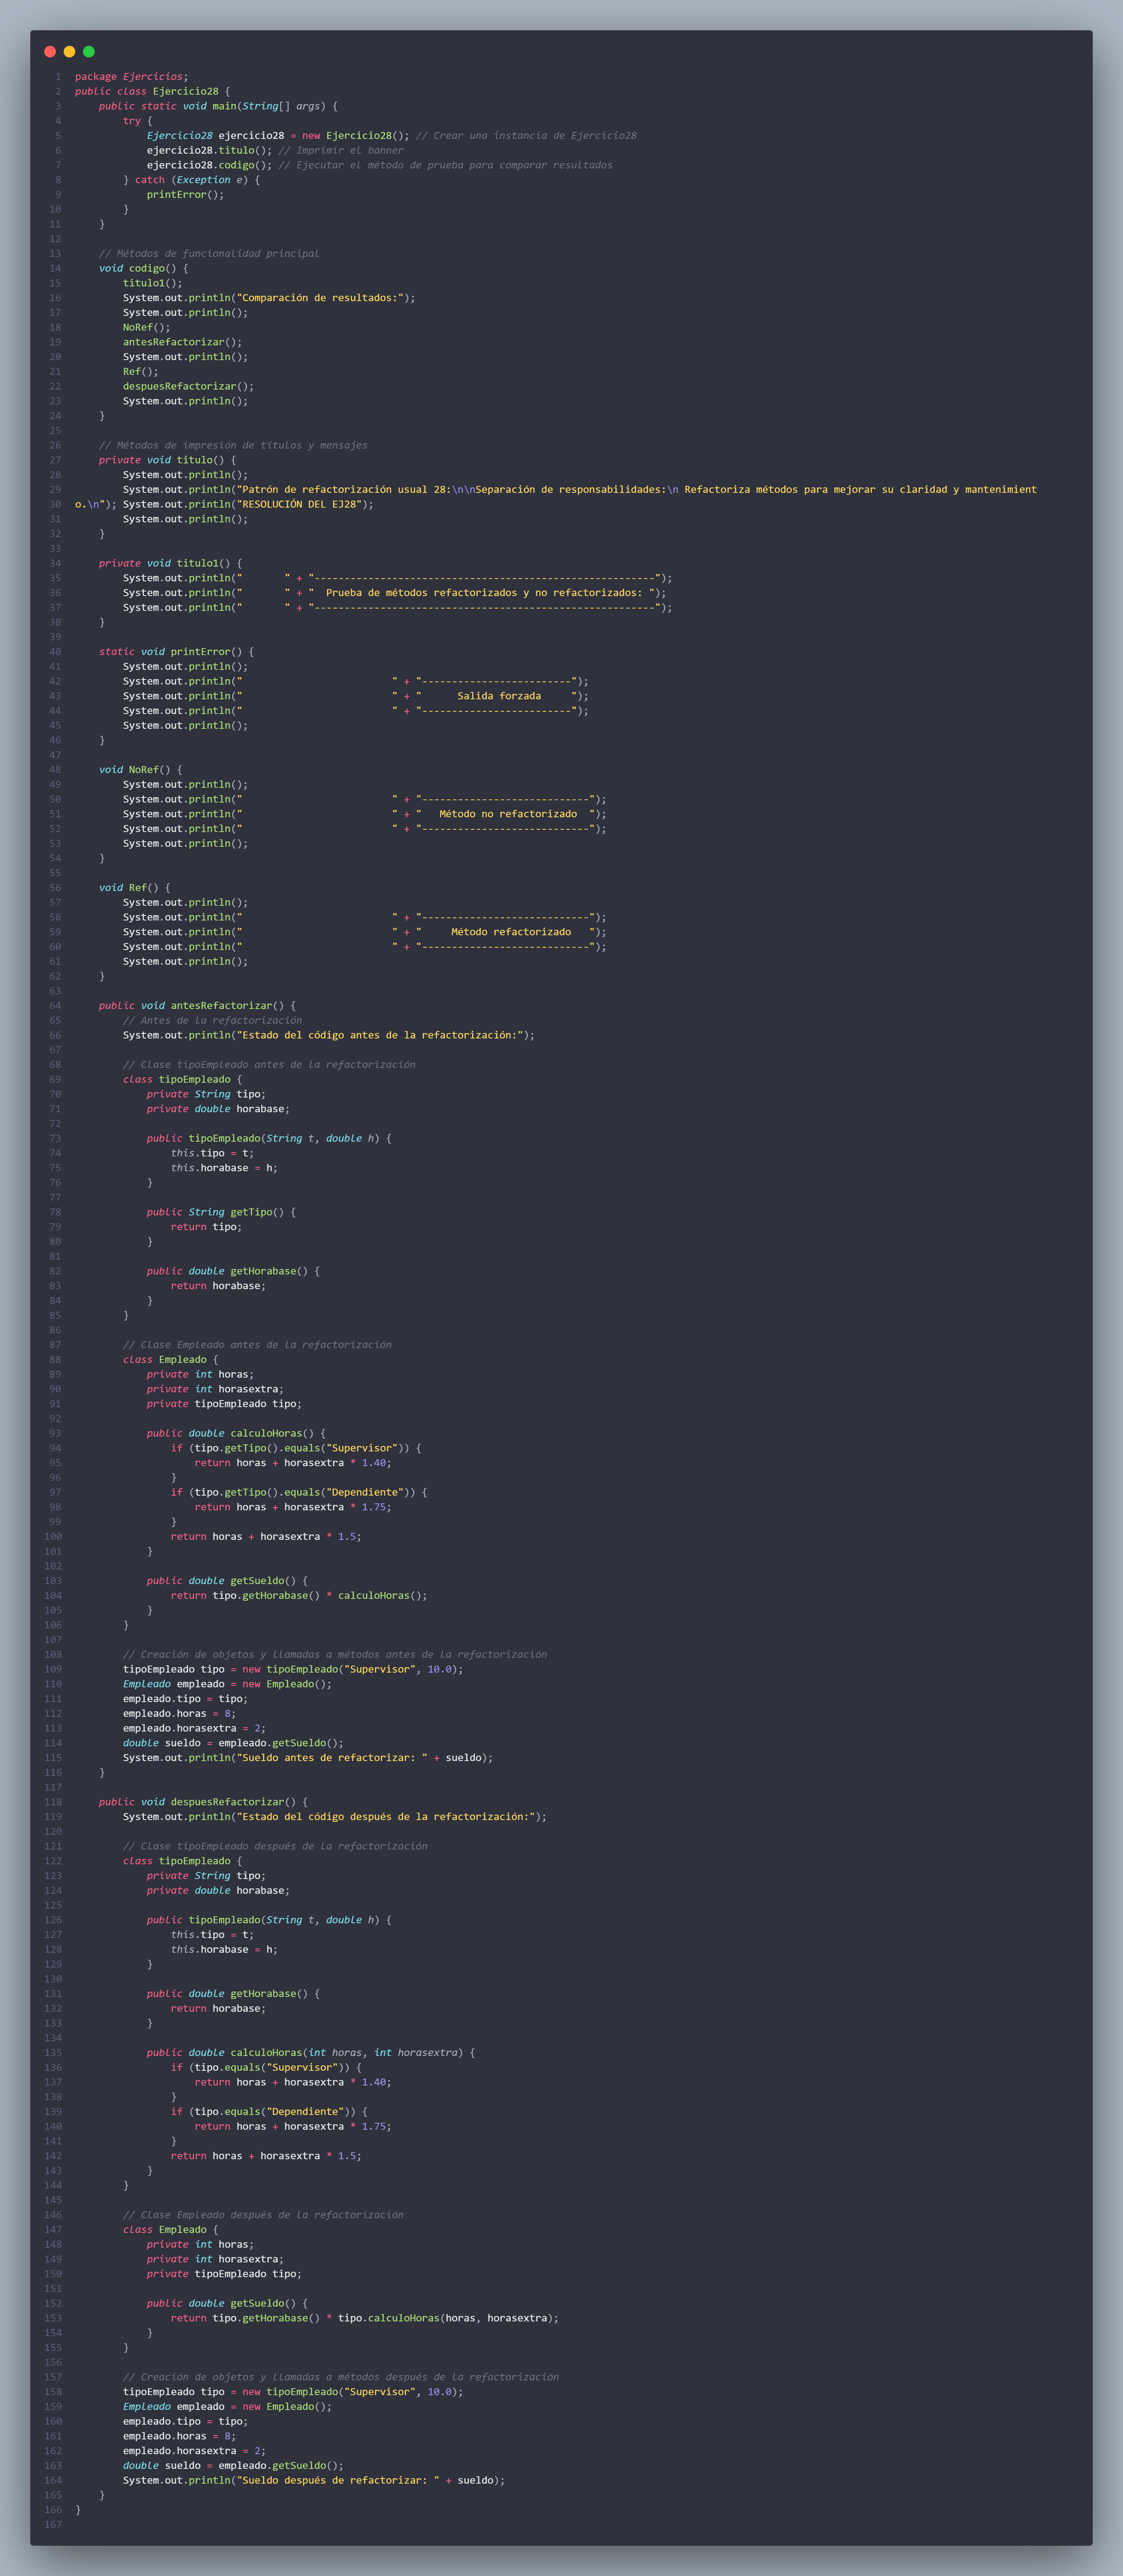 1 package Ejercicios;
2 public class Ejercicio28 {
3     public static void main(String[] args) {
4         try {
5             Ejercicio28 ejercicio28 = new Ejercicio28(); // Crear una instancia de Ejercicio28
6             ejercicio28.titulo(); // Imprimir el banner
7             ejercicio28.codigo(); // Ejecutar el método de prueba para comparar resultados
8         } catch (Exception e) {
9             printError();
10         }
11     }
12
13     // Métodos de funcionalidad principal
14     void codigo() {
15         titulo1();
16         System.out.println("Comparación de resultados:");
17         System.out.println();
18         NoRef();
19         antesRefactorizar();
20         System.out.println();
21         Ref();
22         despuesRefactorizar();
23         System.out.println();
24     }
25
26     // Métodos de impresión de títulos y mensajes
27     private void titulo() {
28         System.out.println();
29         System.out.println("Patrón de refactorización usual 28:\n\nSeparación de responsabilidades:\n Refactoriza métodos para mejorar su claridad y mantenimient
30 o.\n"); System.out.println("RESOLUCIÓN DEL EJ28");
31         System.out.println();
32     }
33
34     private void titulo1() {
35         System.out.println("       " + "---------------------------------------------------------");
36         System.out.println("       " + "  Prueba de métodos refactorizados y no refactorizados: ");
37         System.out.println("       " + "---------------------------------------------------------");
38     }
39
40     static void printError() {
41         System.out.println();
42         System.out.println("                         " + "-------------------------");
43         System.out.println("                         " + "      Salida forzada     ");
44         System.out.println("                         " + "-------------------------");
45         System.out.println();
46     }
47
48     void NoRef() {
49         System.out.println();
50         System.out.println("                         " + "----------------------------");
51         System.out.println("                         " + "   Método no refactorizado  ");
52         System.out.println("                         " + "----------------------------");
53         System.out.println();
54     }
55
56     void Ref() {
57         System.out.println();
58         System.out.println("                         " + "----------------------------");
59         System.out.println("                         " + "     Método refactorizado   ");
60         System.out.println("                         " + "----------------------------");
61         System.out.println();
62     }
63
64     public void antesRefactorizar() {
65         // Antes de la refactorización
66         System.out.println("Estado del código antes de la refactorización:");
67
68         // Clase tipoEmpleado antes de la refactorización
69         class tipoEmpleado {
70             private String tipo;
71             private double horabase;
72
73             public tipoEmpleado(String t, double h) {
74                 this.tipo = t;
75                 this.horabase = h;
76             }
77
78             public String getTipo() {
79                 return tipo;
80             }
81
82             public double getHorabase() {
83                 return horabase;
84             }
85         }
86
87         // Clase Empleado antes de la refactorización
88         class Empleado {
89             private int horas;
90             private int horasextra;
91             private tipoEmpleado tipo;
92
93             public double calculoHoras() {
94                 if (tipo.getTipo().equals("Supervisor")) {
95                     return horas + horasextra * 1.40;
96                 }
97                 if (tipo.getTipo().equals("Dependiente")) {
98                     return horas + horasextra * 1.75;
99                 }
100                 return horas + horasextra * 1.5;
101             }
102
103             public double getSueldo() {
104                 return tipo.getHorabase() * calculoHoras();
105             }
106         }
107
108         // Creación de objetos y llamadas a métodos antes de la refactorización
109         tipoEmpleado tipo = new tipoEmpleado("Supervisor", 10.0);
110         Empleado empleado = new Empleado();
111         empleado.tipo = tipo;
112         empleado.horas = 8;
113         empleado.horasextra = 2;
114         double sueldo = empleado.getSueldo();
115         System.out.println("Sueldo antes de refactorizar: " + sueldo);
116     }
117
118     public void despuesRefactorizar() {
119         System.out.println("Estado del código después de la refactorización:");
120
121         // Clase tipoEmpleado después de la refactorización
122         class tipoEmpleado {
123             private String tipo;
124             private double horabase;
125
126             public tipoEmpleado(String t, double h) {
127                 this.tipo = t;
128                 this.horabase = h;
129             }
130
131             public double getHorabase() {
132                 return horabase;
133             }
134
135             public double calculoHoras(int horas, int horasextra) {
136                 if (tipo.equals("Supervisor")) {
137                     return horas + horasextra * 1.40;
138                 }
139                 if (tipo.equals("Dependiente")) {
140                     return horas + horasextra * 1.75;
141                 }
142                 return horas + horasextra * 1.5;
143             }
144         }
145
146         // Clase Empleado después de la refactorización
147         class Empleado {
148             private int horas;
149             private int horasextra;
150             private tipoEmpleado tipo;
151
152             public double getSueldo() {
153                 return tipo.getHorabase() * tipo.calculoHoras(horas, horasextra);
154             }
155         }
156
157         // Creación de objetos y llamadas a métodos después de la refactorización
158         tipoEmpleado tipo = new tipoEmpleado("Supervisor", 10.0);
159         Empleado empleado = new Empleado();
160         empleado.tipo = tipo;
161         empleado.horas = 8;
162         empleado.horasextra = 2;
163         double sueldo = empleado.getSueldo();
164         System.out.println("Sueldo después de refactorizar: " + sueldo);
165     }
166 }
167